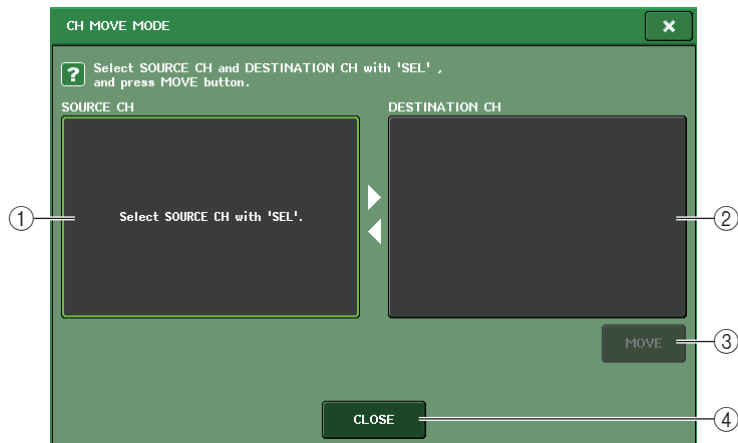 CH MOVE MODE
×
? Select SOURCE CH and DESTINATION CH with 'SEL' ,
and press MOVE button.
SOURCE CH
DESTINATION CH
Select SOURCE CH with 'SEL'.
①
②
MOVE
③
CLOSE
④